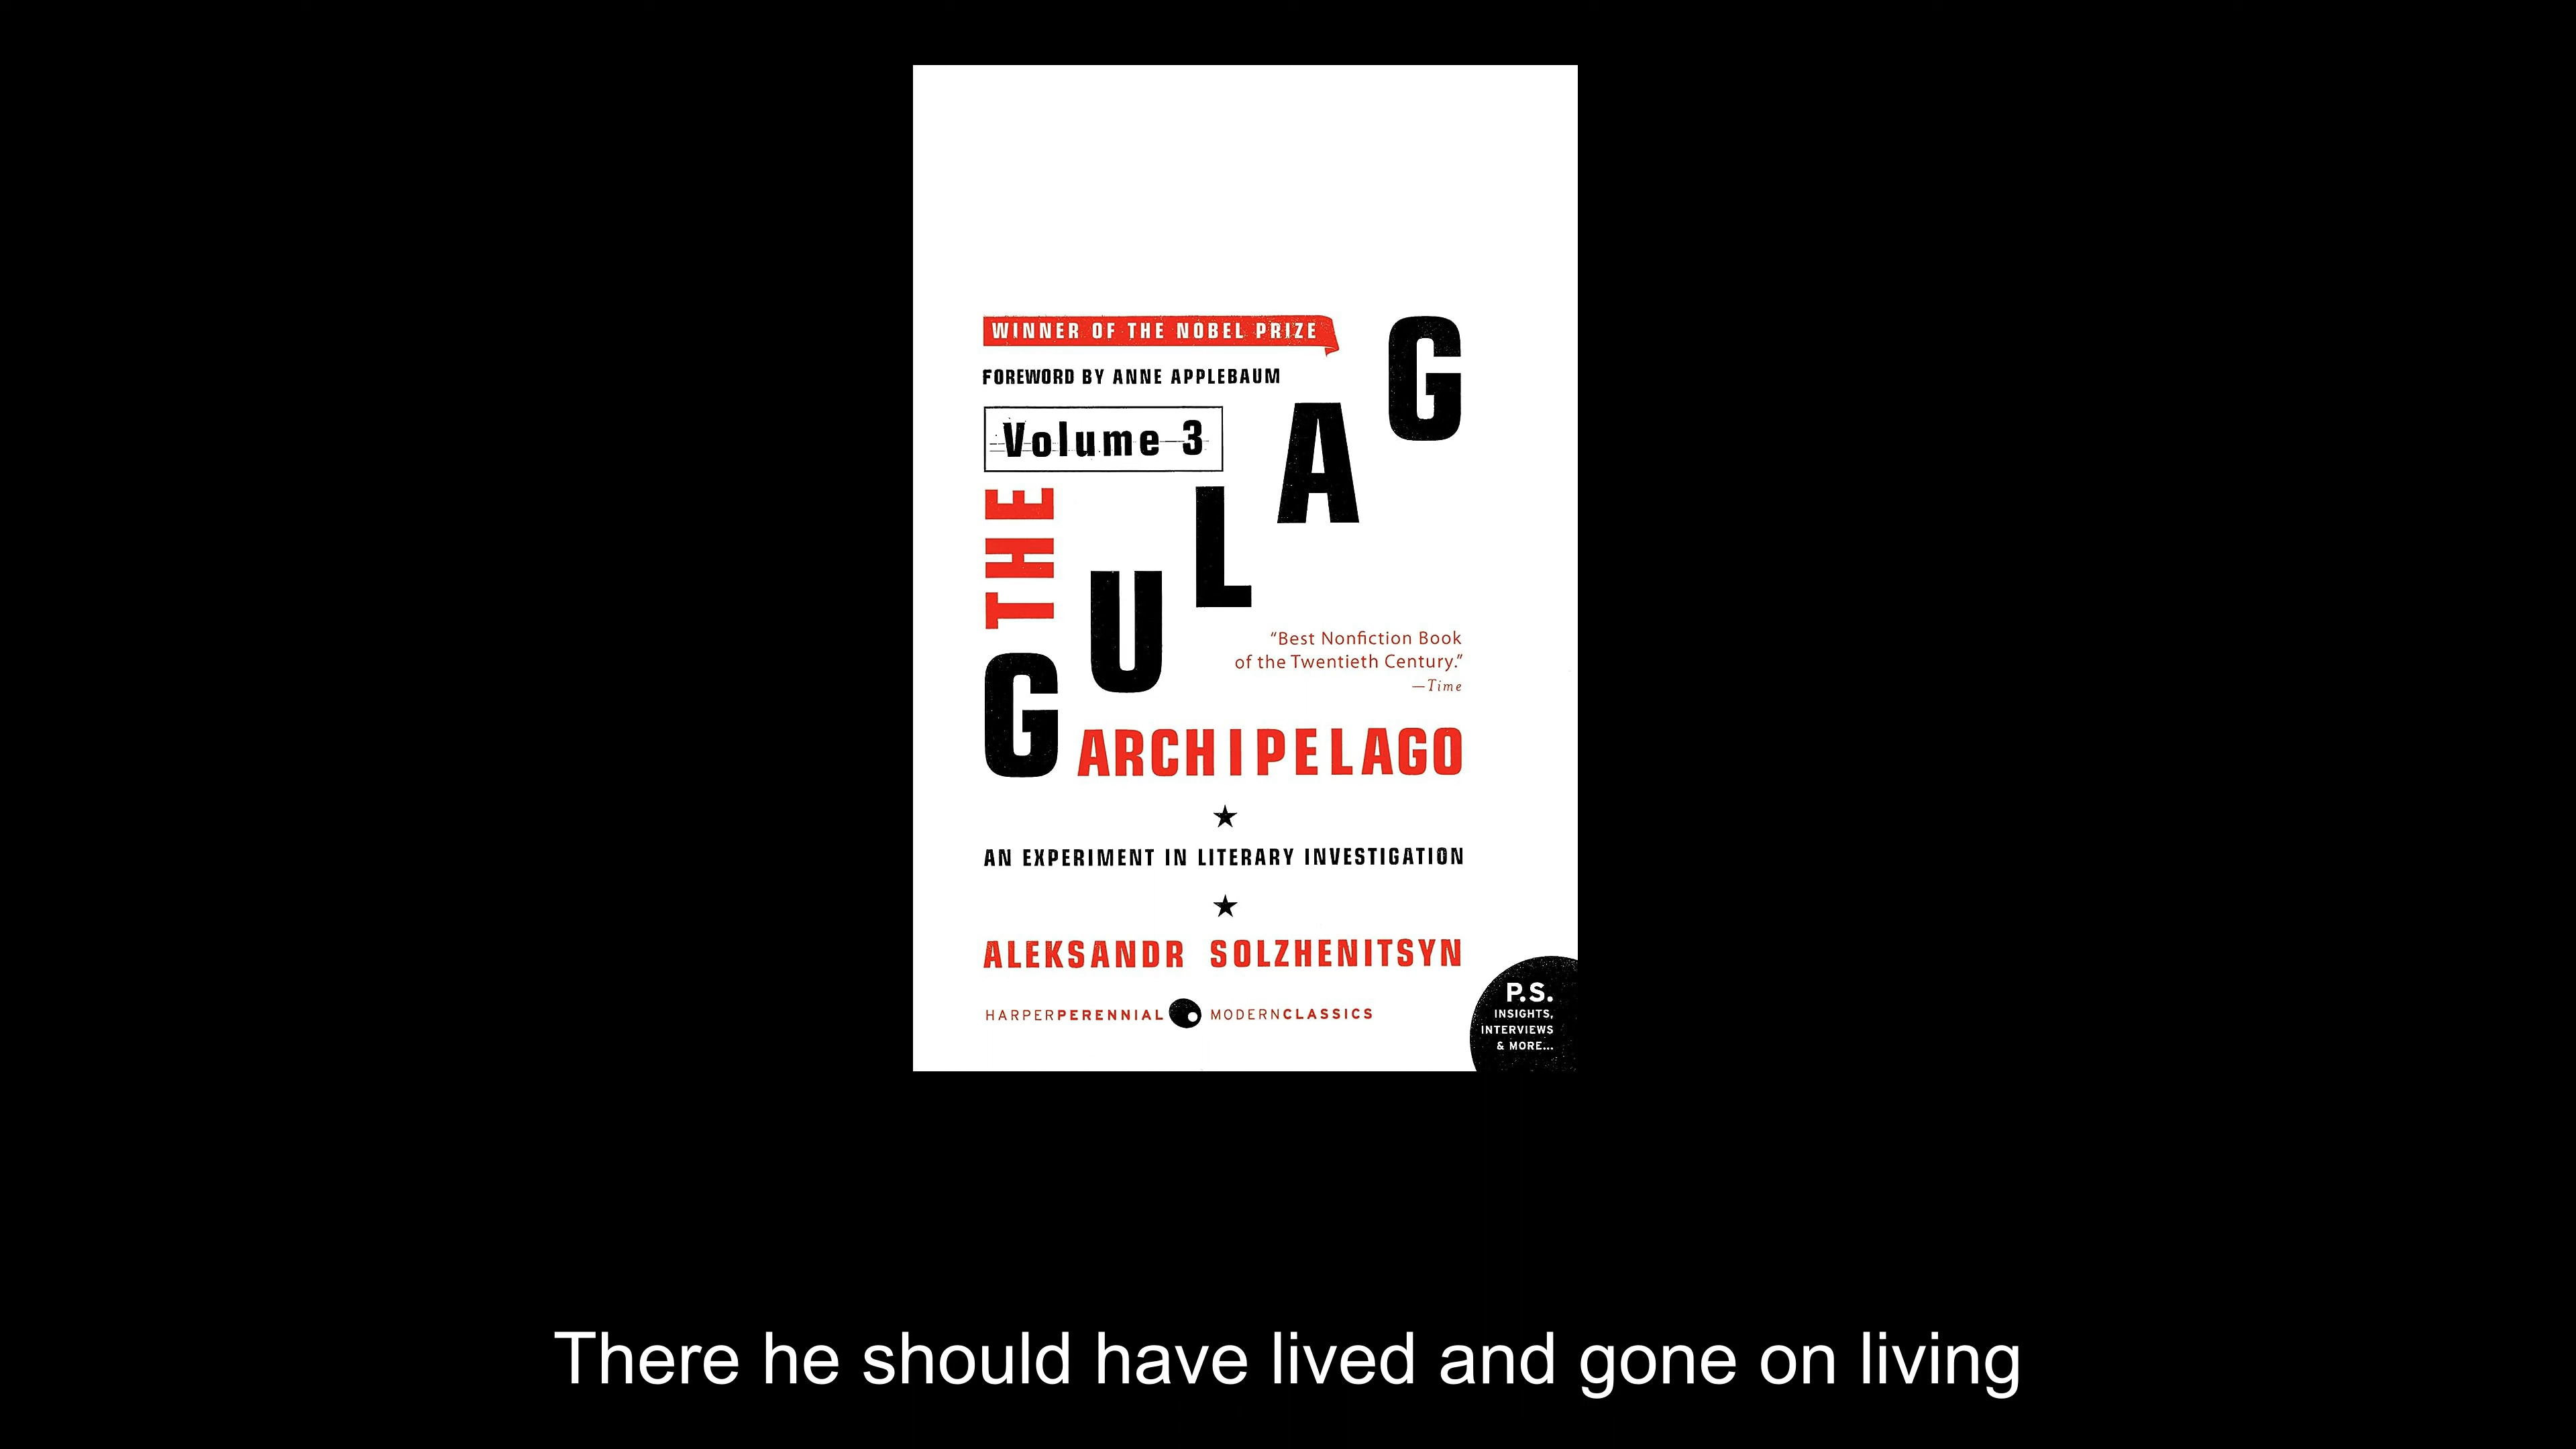 WINNER OF THE NOBEL PRIZE
FOREWORD BY ANNE APPLEBAUM
Volume 3
THE
GULAG
"Best Nonfiction Book
of the Twentieth Century."
—Time
ARCHIPELAGO
★
AN EXPERIMENT IN LITERARY INVESTIGATION
★
ALEKSANDR SOLZHENITSYN
HARPERPERENNIAL MODERNCLASSICS
P.S.
INSIGHTS,
INTERVIEWS
& MORE...
There he should have lived and gone on living